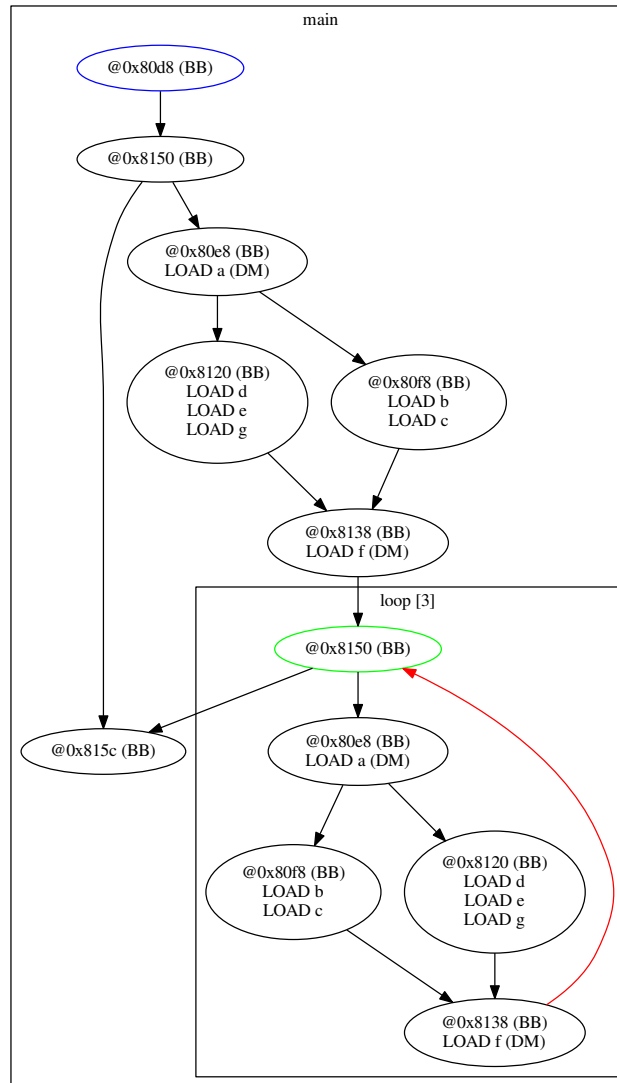 main
@0x80d8 (BB)
@0x8150 (BB)
@0x80e8 (BB)
LOAD a (DM)
@0x8120 (BB)
LOAD d
LOAD e
LOAD g
@0x80f8 (BB)
LOAD b
LOAD c
@0x8138 (BB)
LOAD f (DM)
loop [3]
@0x8150 (BB)
@0x815c (BB)
@0x80e8 (BB)
LOAD a (DM)
@0x80f8 (BB)
LOAD b
LOAD c
@0x8120 (BB)
LOAD d
LOAD e
LOAD g
@0x8138 (BB)
LOAD f (DM)